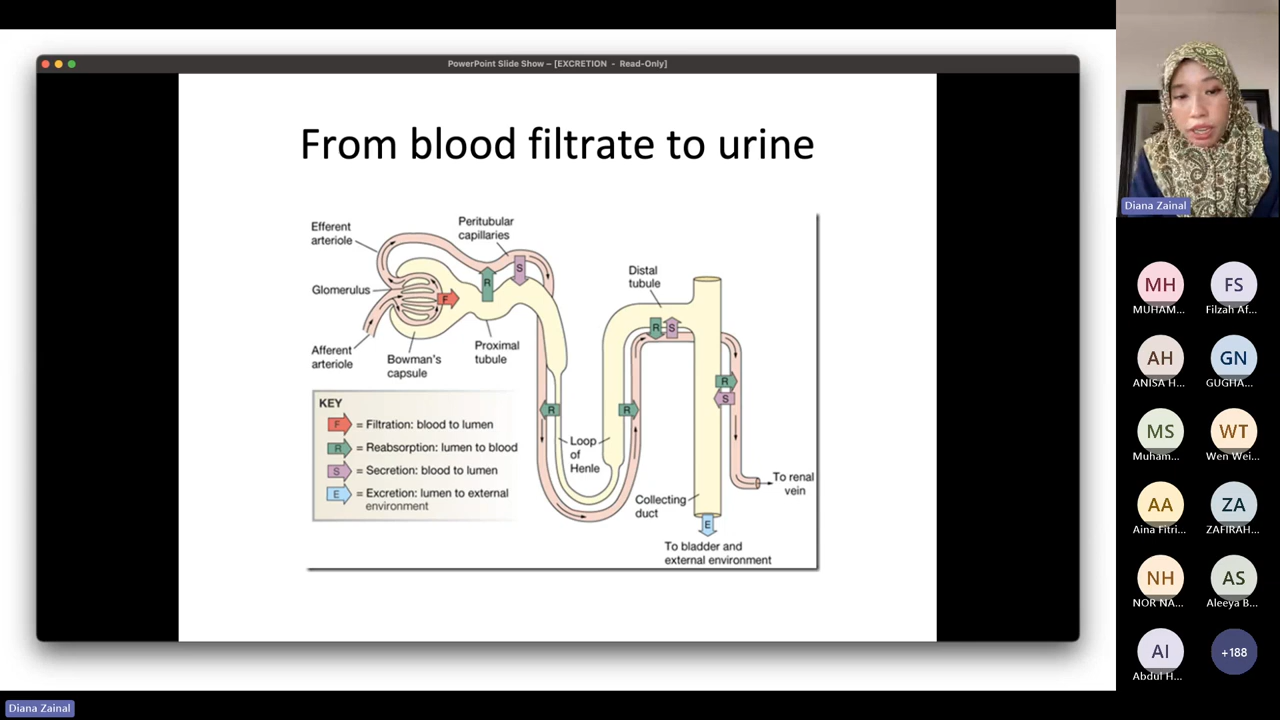 PowerPoint Slide Show – [EXCRETION - Read-Only]
From blood filtrate to urine
Efferent
arteriole
Peritubular
capillaries
Glomerulus
Afferent
arteriole
Bowman's
capsule
Proximal
tubule
Distal
tubule
F
R
S
R
S
R
R
R
S
E
Loop
of
Henle
Collecting
duct
To renal
vein
To bladder and
external environment
KEY
F = Filtration: blood to lumen
R = Reabsorption: lumen to blood
S = Secretion: blood to lumen
E = Excretion: lumen to external
environment
Diana Zainal
MH
MUHAM...
FS
Filzah Af...
AH
ANISA H...
GN
GUGHA...
MS
Muham...
WT
Wen Wei...
AA
Aina Fitri...
ZA
ZAFIRAH...
NH
NOR NA...
AS
Aleeya B...
AI
Abdul H...
+188
Diana Zainal